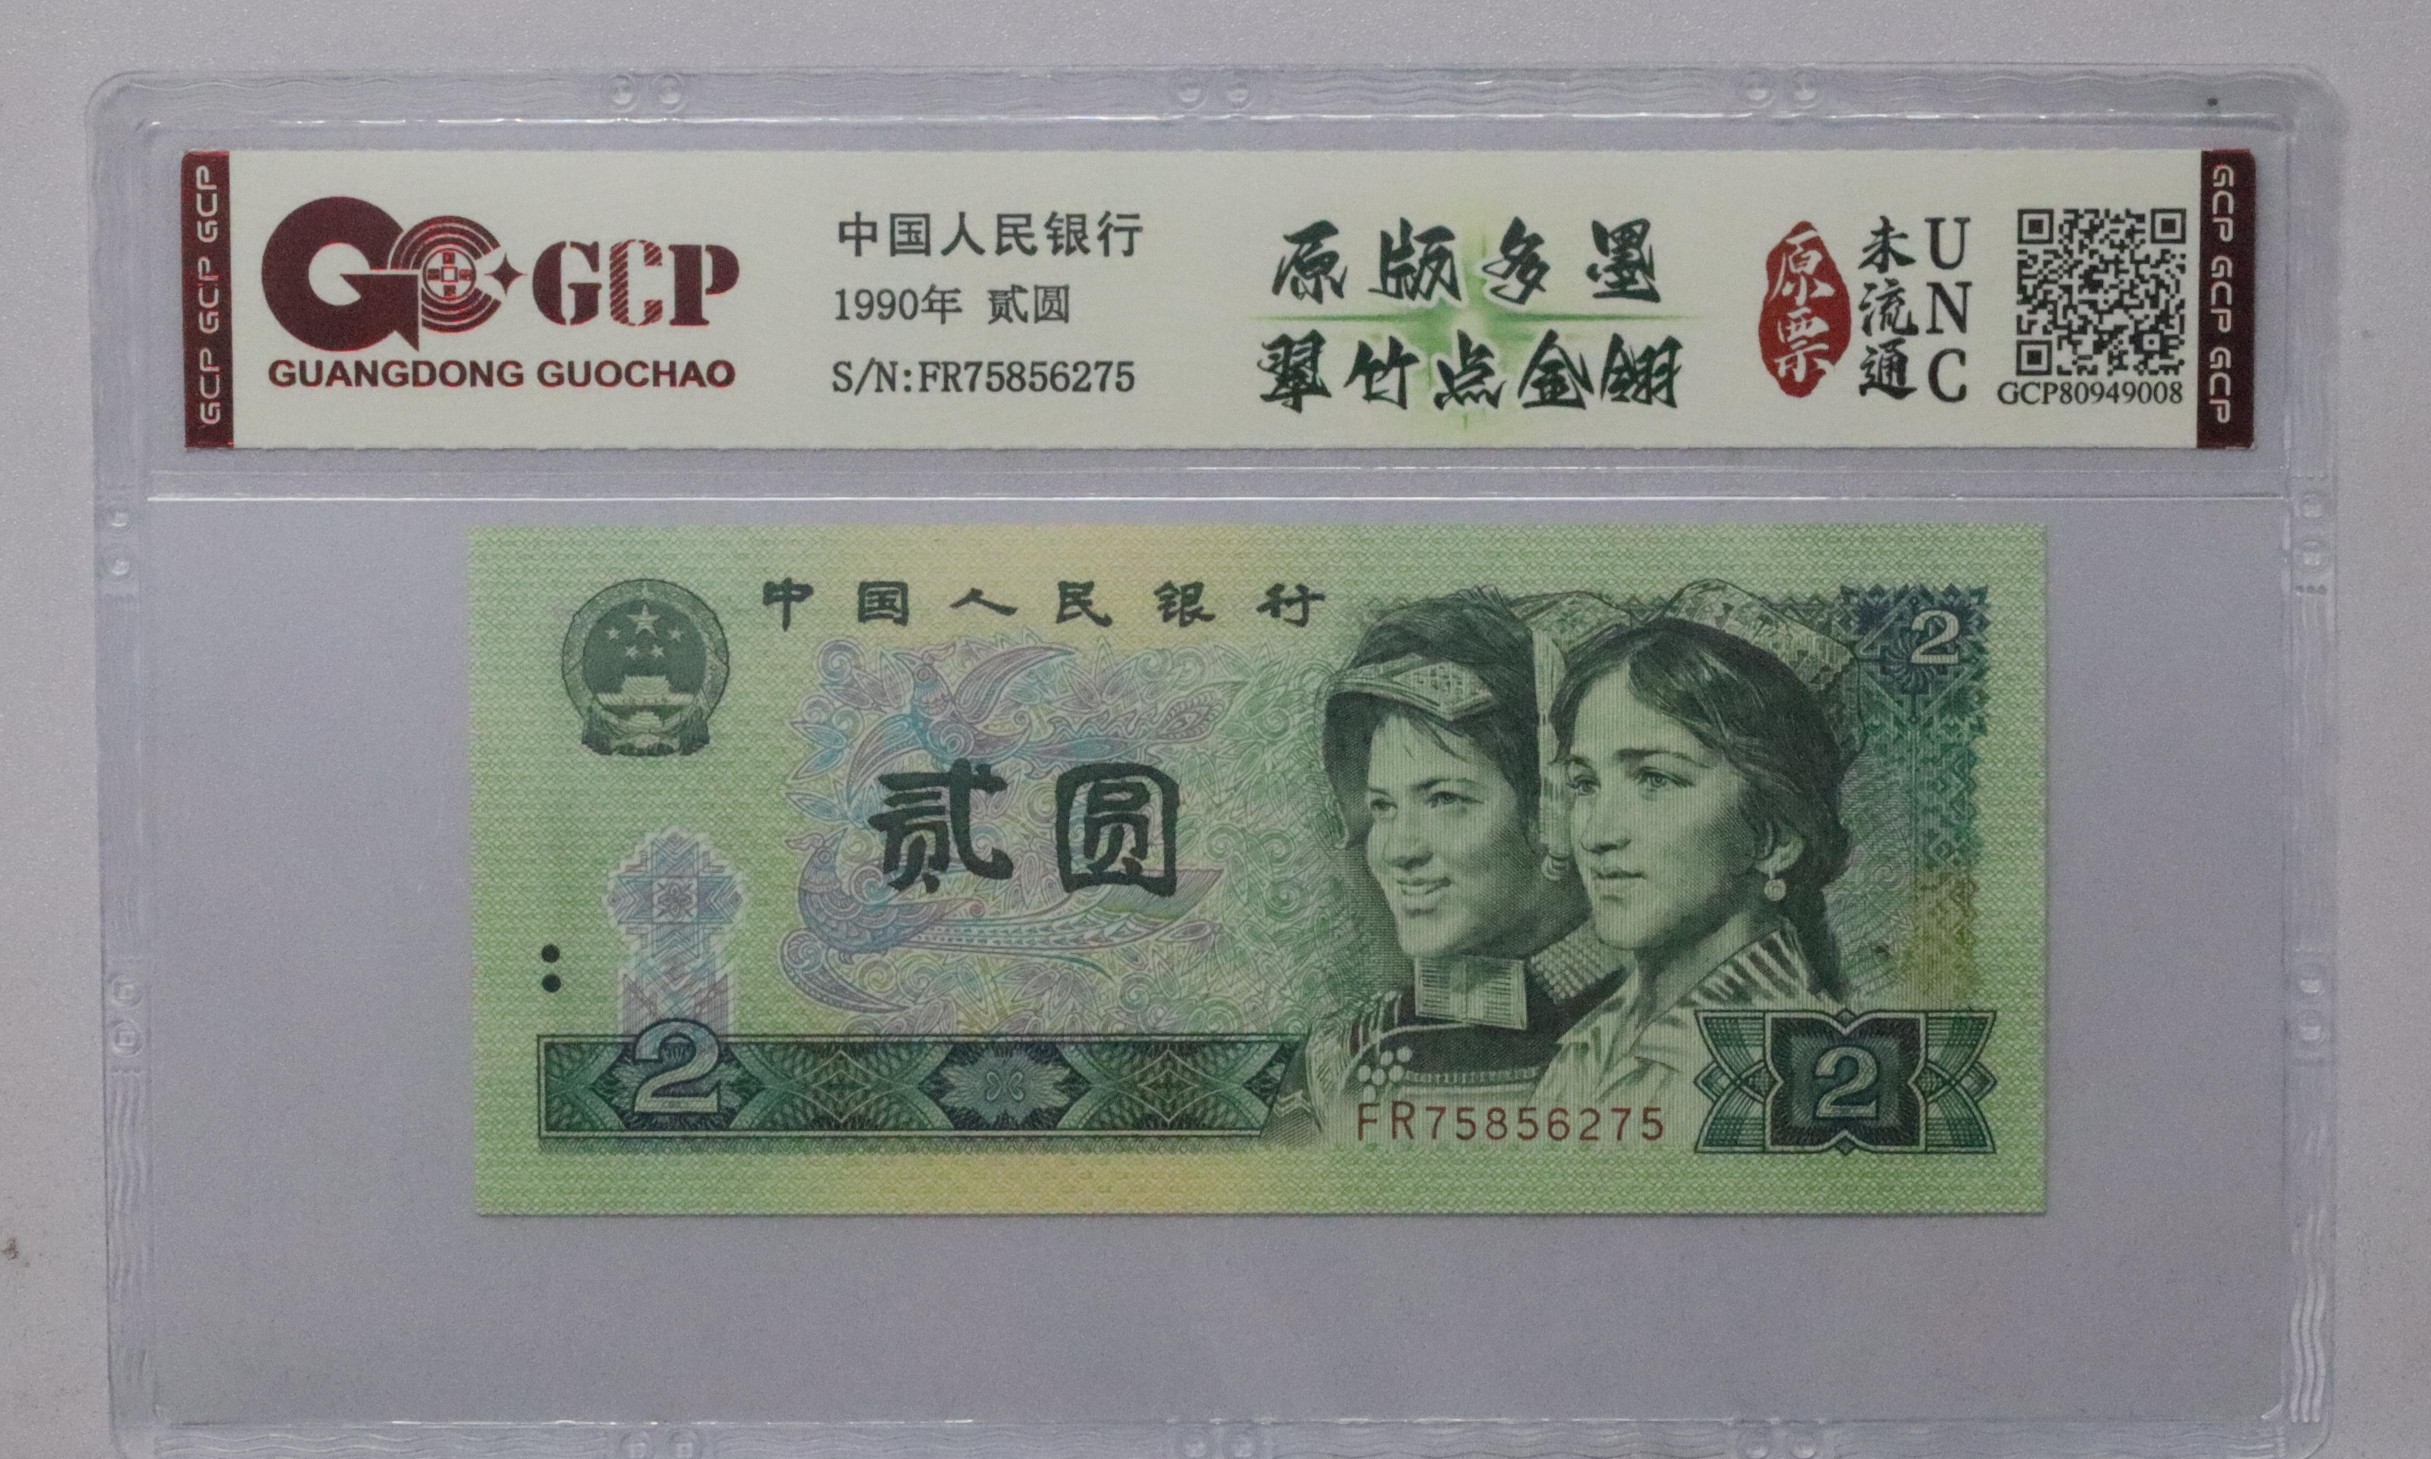 GCP GCP GCP
GCP
GUANGDONG GUOCHAO
中国人民银行
1990年 贰圆
S/N:FR75856275
原版多墨
翠竹点金翎
原票
未流通
UNC
GCP80949008
GCP GCP GCP
中国人民银行
2
贰圆
2
FR75856275
2